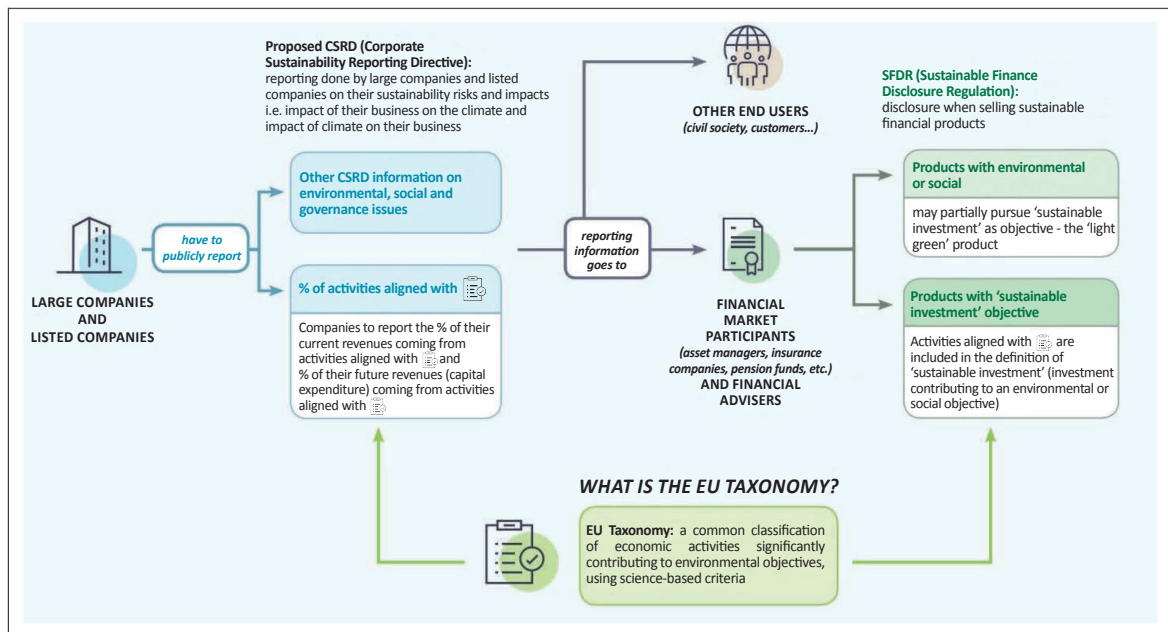 Proposed CSRD (Corporate
Sustainability Reporting Directive):
reporting done by large companies and listed
companies on their sustainability risks and impacts
i.e. impact of their business on the climate and
impact of climate on their business
OTHER END USERS
(civil society, customers...)
SFDR (Sustainable Finance
Disclosure Regulation):
disclosure when selling sustainable
financial products
LARGE COMPANIES
AND
LISTED COMPANIES
have to
publicly report
Other CSRD information on
environmental, social and
governance issues
% of activities aligned with
Companies to report the % of their
current revenues coming from
activities aligned with and
% of their future revenues (capital
expenditure) coming from activities
aligned with
reporting
information
goes to
FINANCIAL
MARKET
PARTICIPANTS
(asset managers, insurance
companies, pension funds, etc.)
AND FINANCIAL
ADVISERS
Products with environmental
or social
may partially pursue ‘sustainable
investment’ as objective - the ‘light
green’ product
Products with ‘sustainable
investment’ objective
Activities aligned with are
included in the definition of
‘sustainable investment’ (investment
contributing to an environmental or
social objective)
WHAT IS THE EU TAXONOMY?
EU Taxonomy: a common classification
of economic activities significantly
contributing to environmental objectives,
using science-based criteria